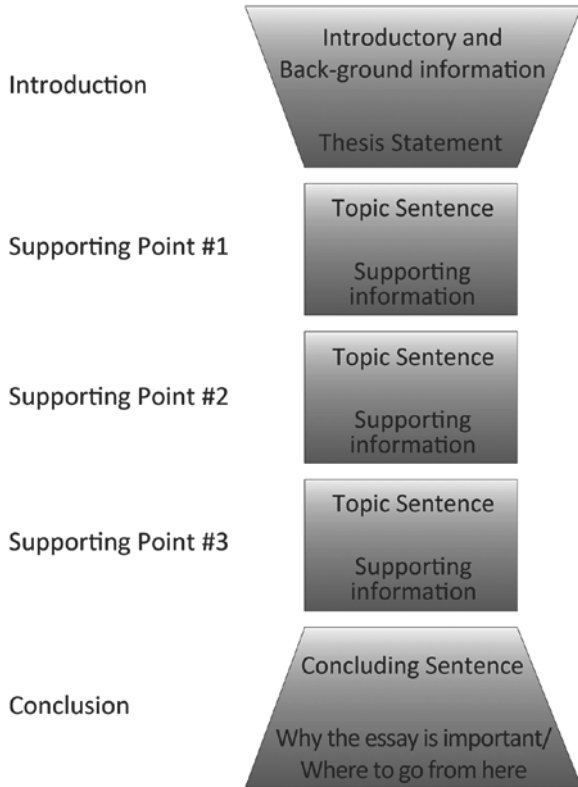 Introductory and
Introduction
Back-ground information
Thesis Statement
Topic Sentence
Supporting Point #1
Supporting
information
Topic Sentence
Supporting Point #2
Supporting
information
Topic Sentence
Supporting Point #3
Supporting
information
Concluding Sentence
Conclusion
Why the essay is important/
Where to go from here